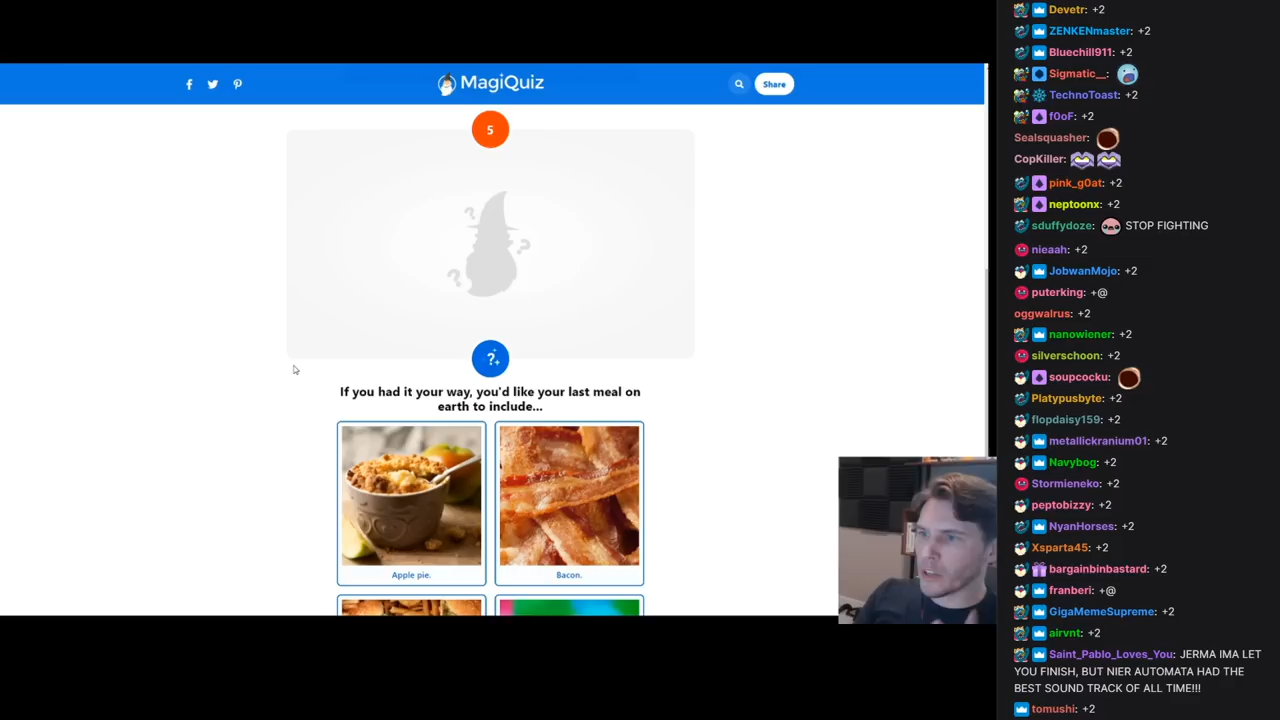 MagiQuiz
Share
5
?
If you had it your way, you'd like your last meal on
earth to include...
Apple pie.
Bacon.
Devetr: +2
ZENKENmaster: +2
Bluechill911: +2
Sigmatic__:
TechnoToast: +2
f0oF: +2
Sealsquasher:
CopKiller:
pink_g0at: +2
neptoonx: +2
sduffydoze: STOP FIGHTING
nieaah: +2
JobwanMojo: +2
puterking: +@
oggwalrus: +2
nanowiener: +2
silverschoon: +2
soupcocku:
Platypusbyte: +2
flopdaisy159: +2
metallickranium01: +2
Navybog: +2
Stormieneko: +2
peptobizzy: +2
NyanHorses: +2
Xsparta45: +2
bargainbinbastard: +2
franberi: +@
GigaMemeSupreme: +2
airvnt: +2
Saint_Pablo_Loves_You: JERMA IMA LET
YOU FINISH, BUT NIER AUTOMATA HAD THE
BEST SOUND TRACK OF ALL TIME!!!
tomushi: +2